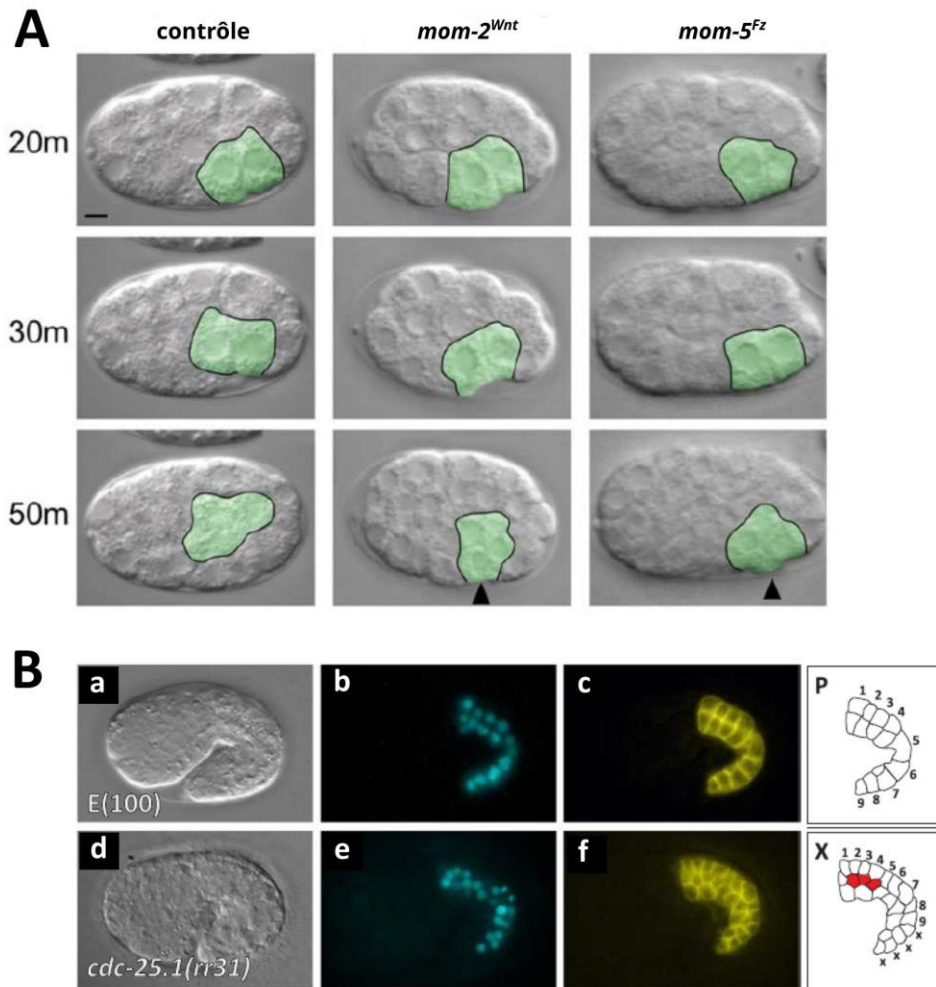 A
contrôle
mom-2Wnt
mom-5Fz
20m
30m
50m
B
a
E(100)
b
c
P
1 2 3 4
5
6
7
8
9
d
cdc-25.1(rr31)
e
f
X
1 2 3 4 5 6
7
8
9
x
x
x
x